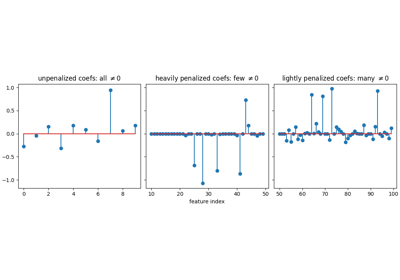 unpenalized coefs: all ≠0
heavily penalized coefs: few ≠0
lightly penalized coefs: many ≠0
1.0
0.5
0.0
−0.5
−1.0
0 2 4 6 8
10 20 30 40 50
50 60 70 80 90 100
feature index